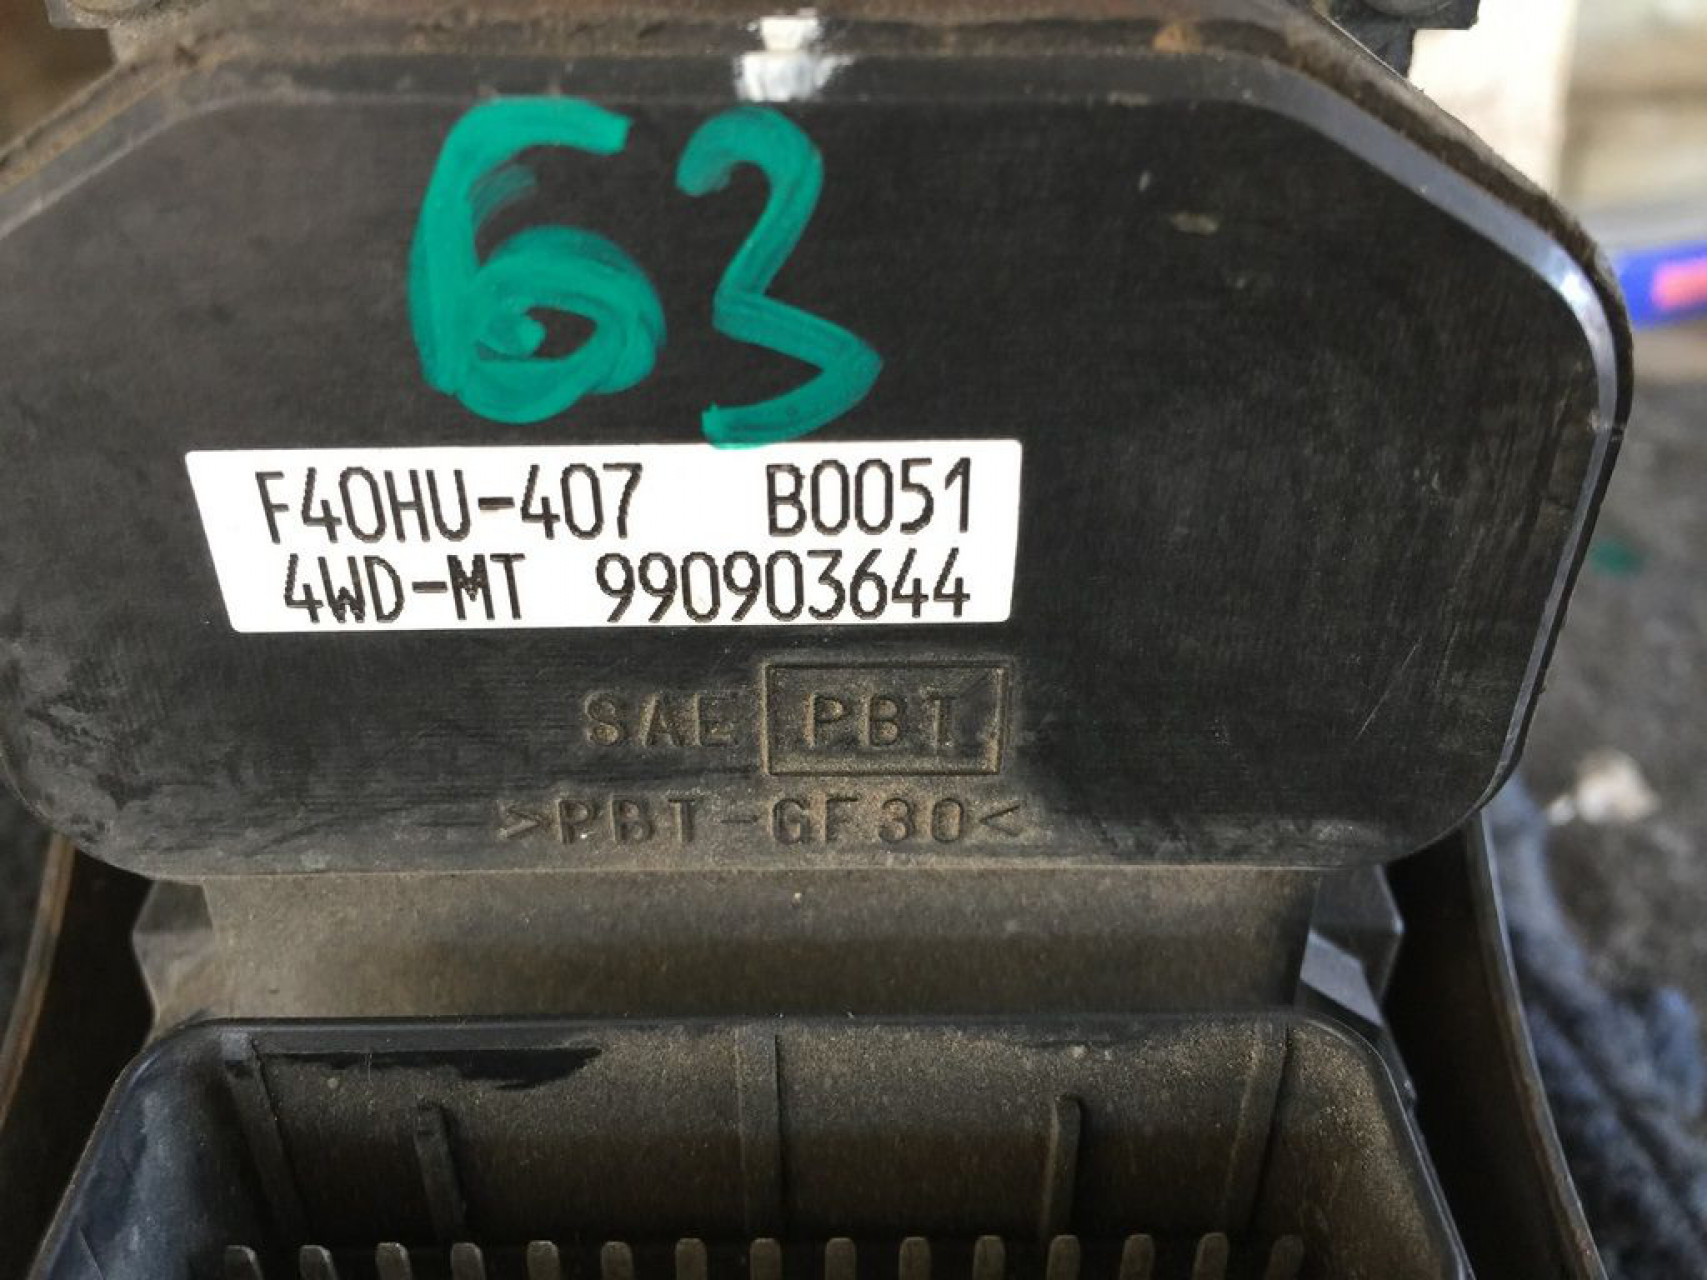 63
F40HU-407 B0051
4WD-MT 990903644
SAE PBT
>PBT-GF30<